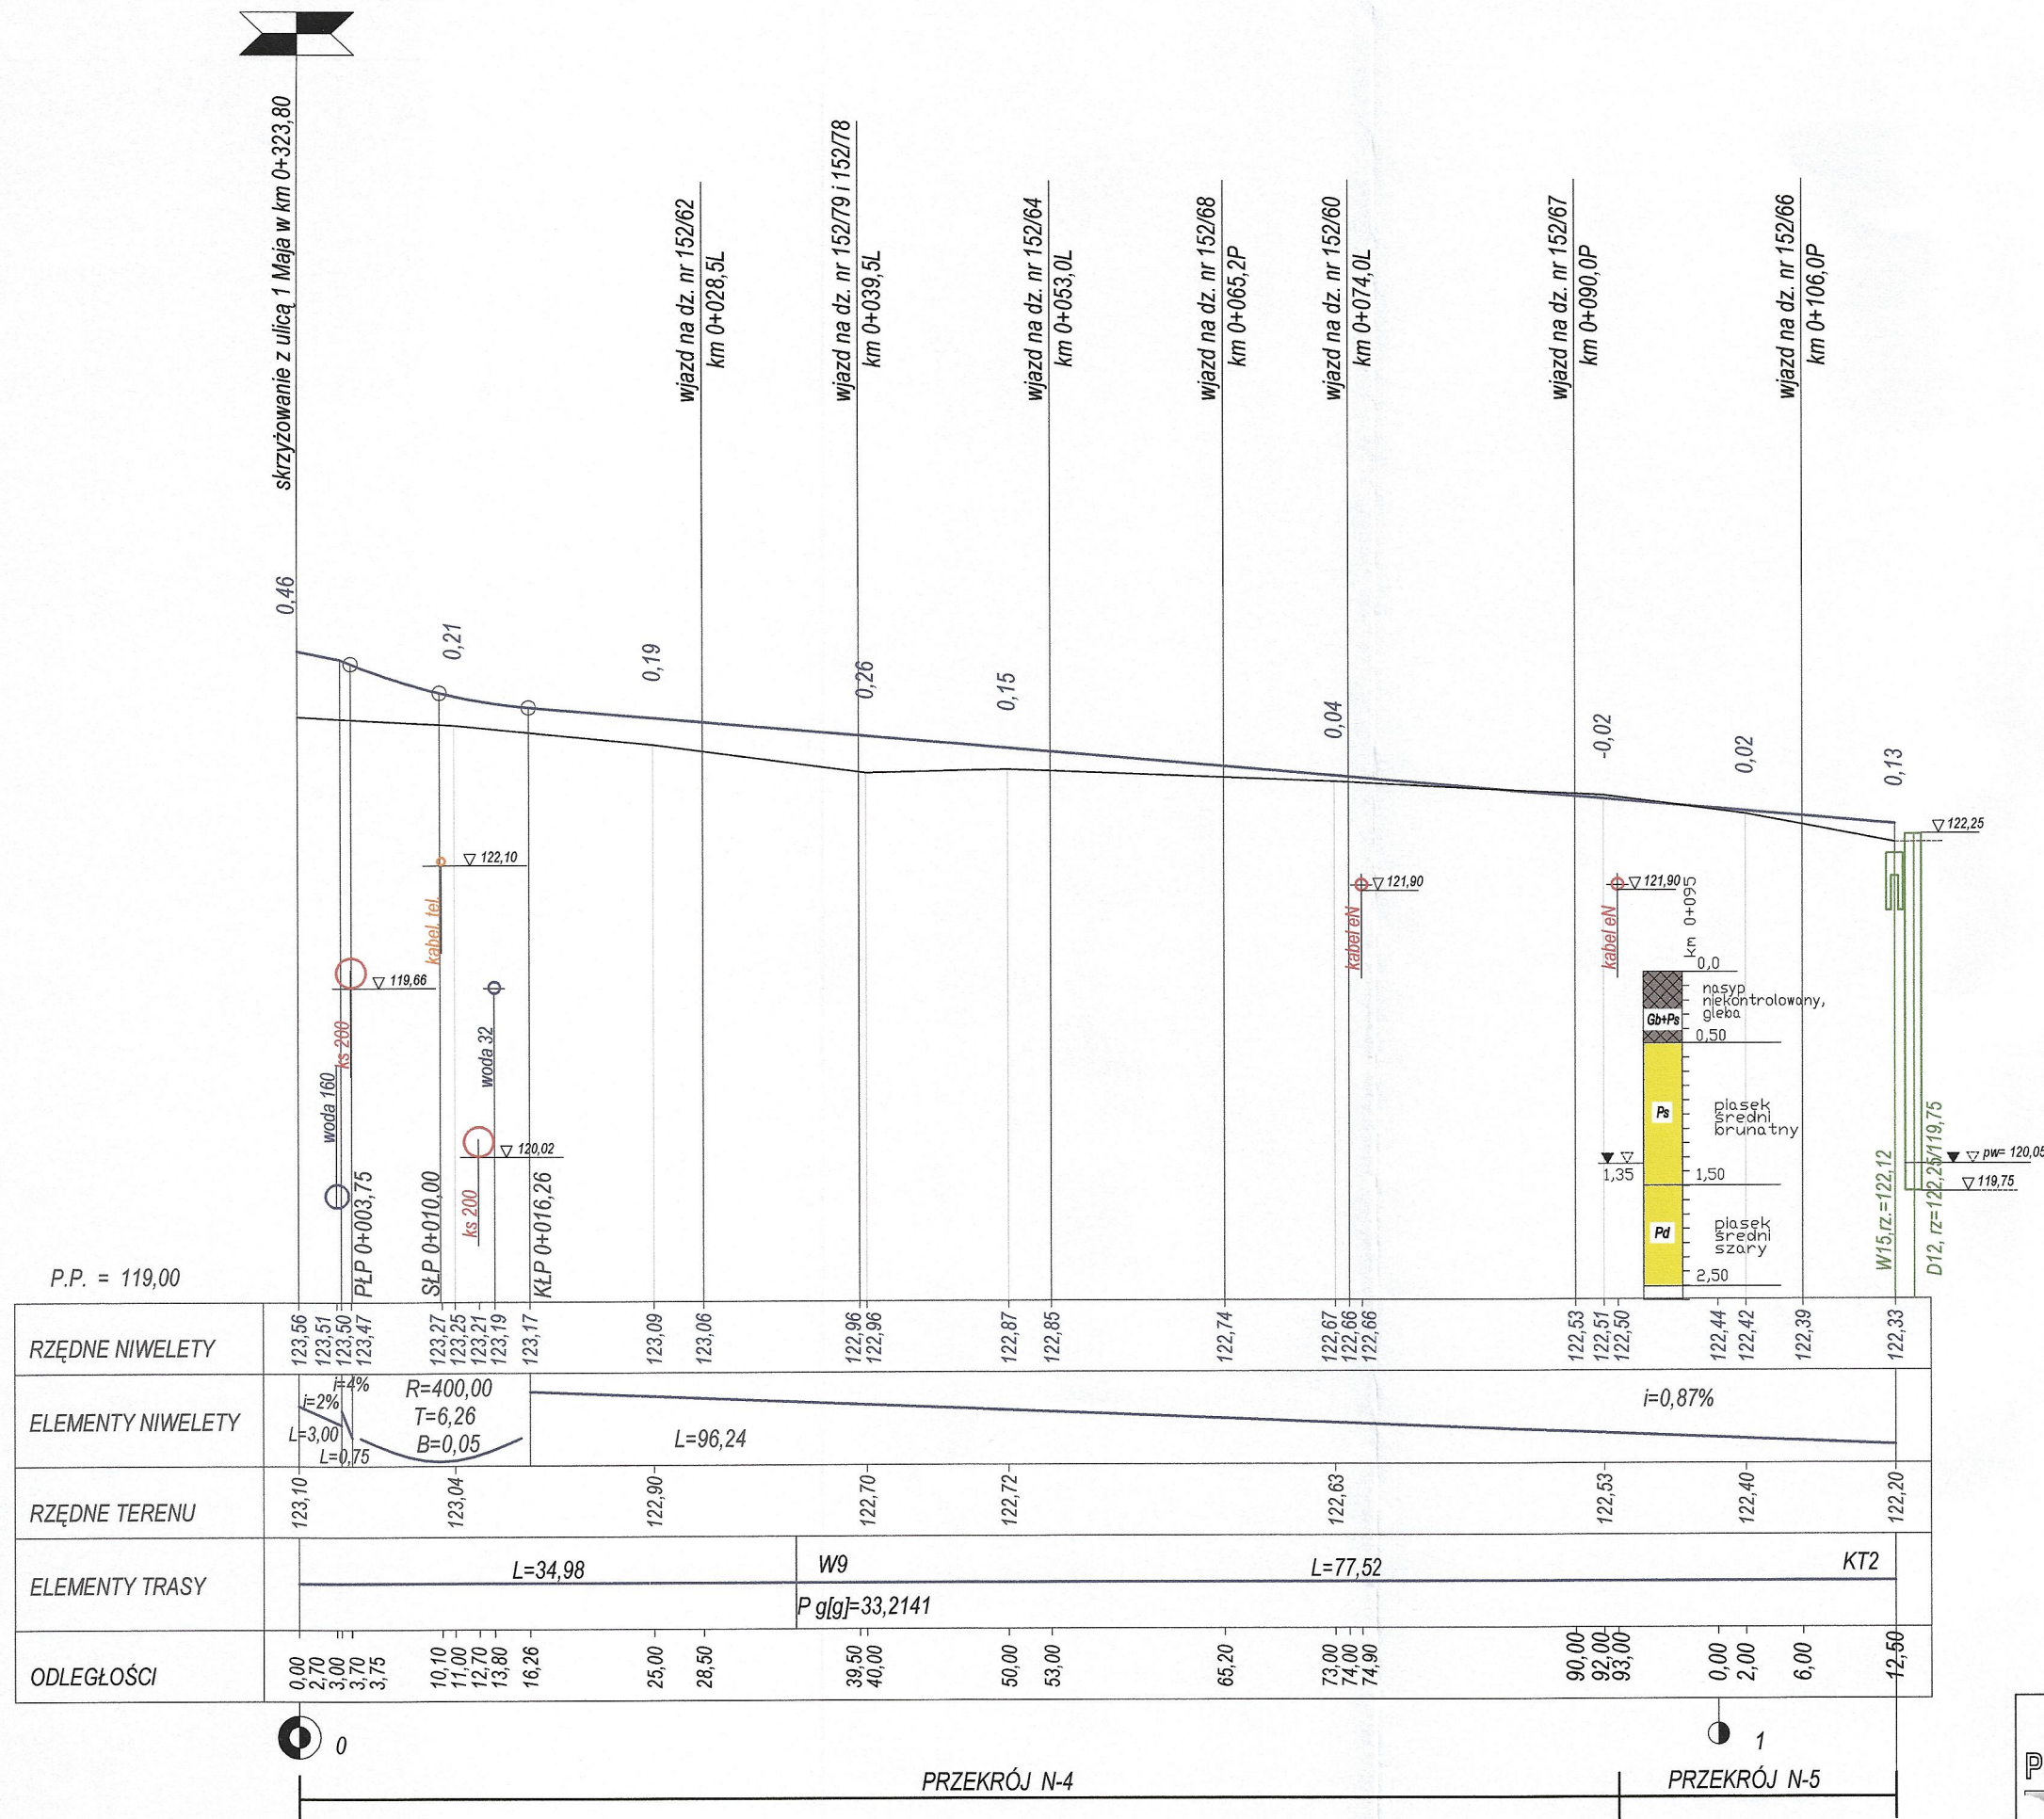 skrzyżowanie z ulicą 1 Maja w km 0+323,80
wjazd na dz. nr 152/62
km 0+028,5L
wjazd na dz. nr 152/79 i 152/78
km 0+039,5L
wjazd na dz. nr 152/64
km 0+053,0L
wjazd na dz. nr 152/68
km 0+065,2P
wjazd na dz. nr 152/60
km 0+074,0L
wjazd na dz. nr 152/67
km 0+090,0P
wjazd na dz. nr 152/66
km 0+106,0P
0,46
0,21
0,19
0,26
0,15
0,04
-0,02
0,02
0,13
122,25
122,10
121,90
121,90
km 0+095
kabel. tel.
kabel eN
kabel eN
119,66
0,0
nasyp
niekontrolowany,
gleba
Gb+Ps
0,50
ks 200
woda 32
woda 160
Ps
piasek
średni
brunatny
120,02
1,35
1,50
pw= 120,05
119,75
ks 200
PŁP 0+003,75
SŁP 0+010,00
KŁP 0+016,26
Pd
piasek
średni
szary
2,50
W15,rz.=122,12
D12, rz=122,25/119,75
P.P. = 119,00
RZĘDNE NIWELETY
123,56 123,51 123,50 123,47 123,27 123,25 123,21 123,19 123,17 123,09 123,06 122,96 122,96 122,87 122,85 122,74 122,67 122,66 122,66 122,53 122,51 122,50 122,44 122,42 122,39 122,33
ELEMENTY NIWELETY
i=2%
L=3,00
i=4%
L=0,75
R=400,00
T=6,26
B=0,05
L=96,24
i=0,87%
RZĘDNE TERENU
123,10 123,04 122,90 122,70 122,72 122,63 122,53 122,40 122,20
ELEMENTY TRASY
L=34,98
W9
P g[g]=33,2141
L=77,52
KT2
ODLEGŁOŚCI
0,00 2,70 3,00 3,70 3,75 10,10 11,00 12,70 13,80 16,26 25,00 28,50 39,50 40,00 50,00 53,00 65,20 73,00 74,00 74,90 90,00 92,00 93,00 0,00 2,00 6,00 12,50
0
1
PRZEKRÓJ N-4
PRZEKRÓJ N-5
P